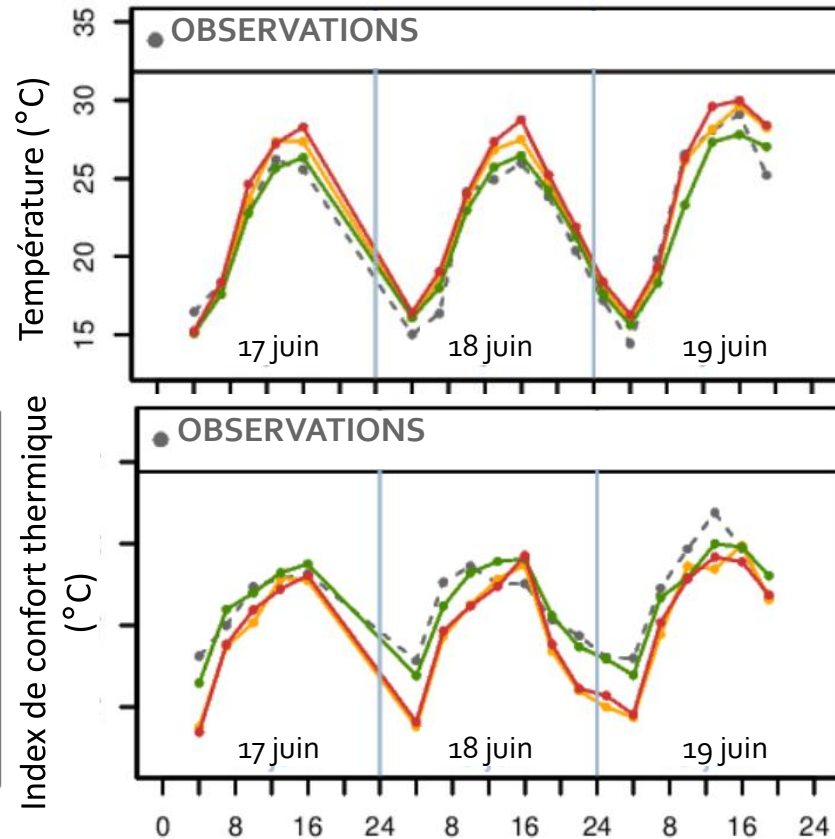 OBSERVATIONS
Température (°C)
35
30
25
20
15
17 juin
18 juin
19 juin
OBSERVATIONS
Index de confort thermique
(°C)
17 juin
18 juin
19 juin
0 8 16 24 8 16 24 8 16 24